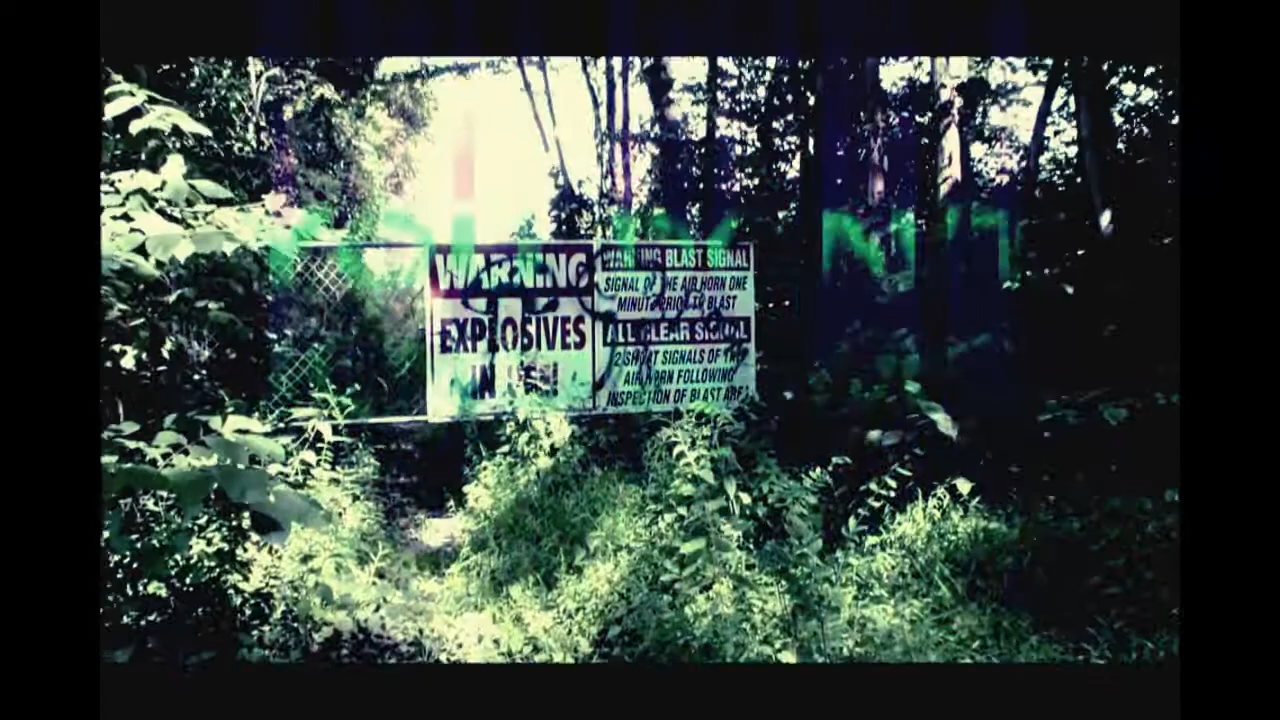 WARNING
EXPLOSIVES
IN USE!
WARNING BLAST SIGNAL
SIGNAL OF THE AIR HORN ONE
MINUTE PRIOR TO BLAST
ALL CLEAR SIGNAL
2 SHORT SIGNALS OF THE
AIR HORN FOLLOWING
INSPECTION OF BLAST AREA